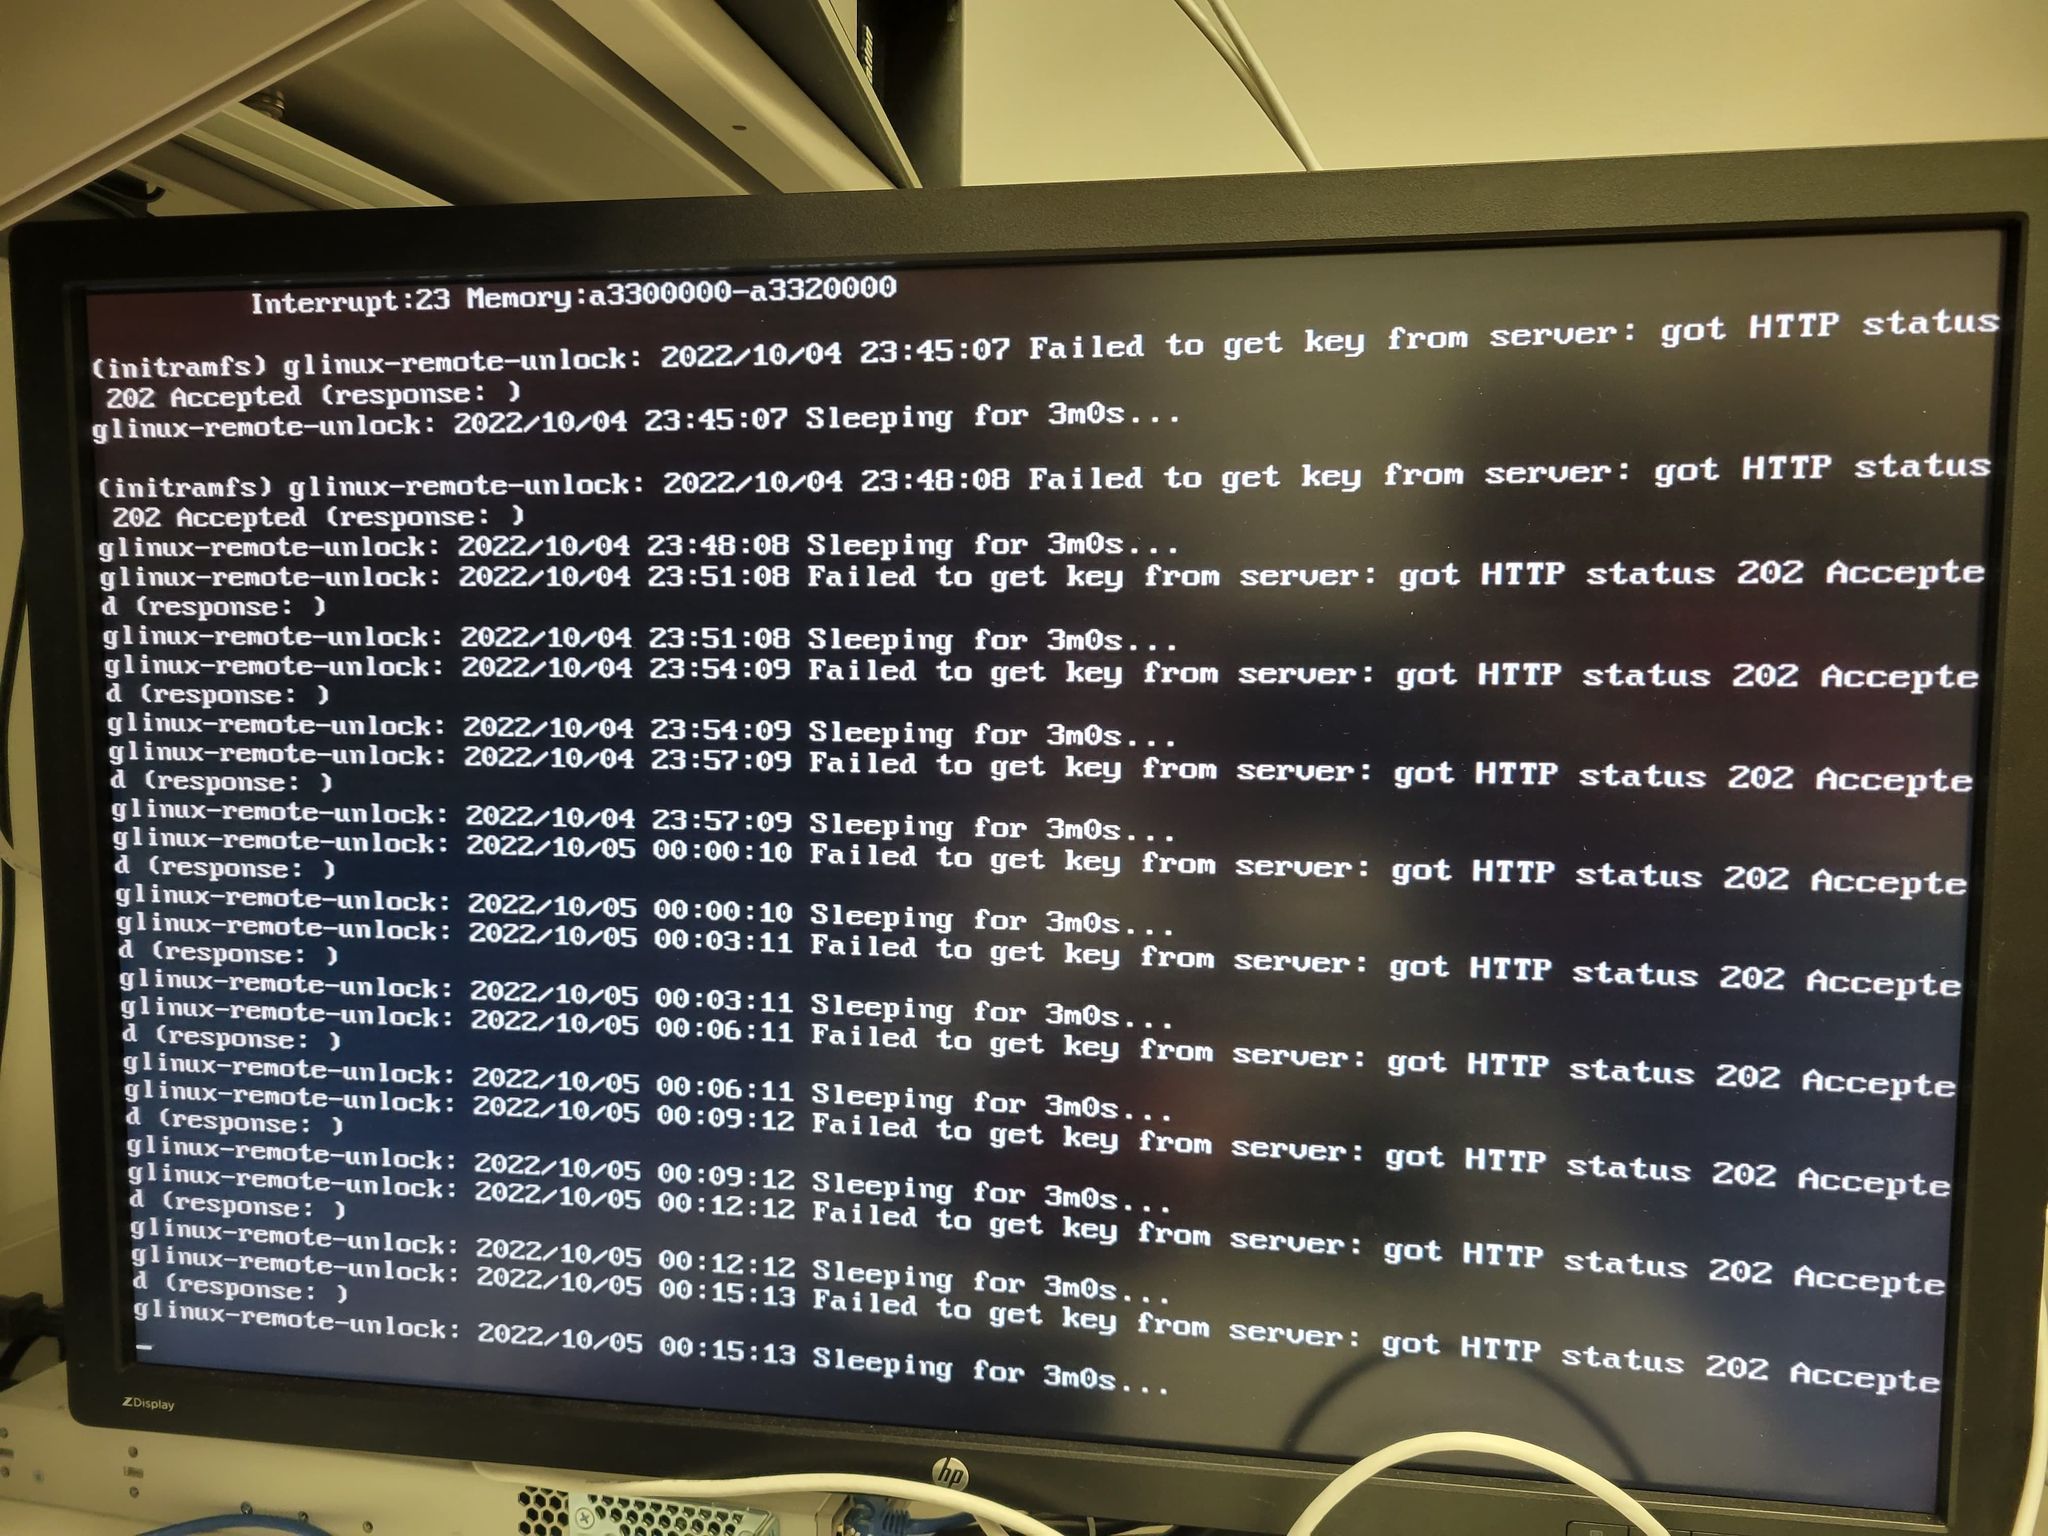 Interrupt:23 Memory:a3300000-a3320000
(initramfs) glinux-remote-unlock: 2022/10/04 23:45:07 Failed to get key from server: got HTTP status
202 Accepted (response: )
glinux-remote-unlock: 2022/10/04 23:45:07 Sleeping for 3m0s...
(initramfs) glinux-remote-unlock: 2022/10/04 23:48:08 Failed to get key from server: got HTTP status
202 Accepted (response: )
glinux-remote-unlock: 2022/10/04 23:48:08 Sleeping for 3m0s...
glinux-remote-unlock: 2022/10/04 23:51:08 Failed to get key from server: got HTTP status 202 Accepte
d (response: )
glinux-remote-unlock: 2022/10/04 23:51:08 Sleeping for 3m0s...
glinux-remote-unlock: 2022/10/04 23:54:09 Failed to get key from server: got HTTP status 202 Accepte
d (response: )
glinux-remote-unlock: 2022/10/04 23:54:09 Sleeping for 3m0s...
glinux-remote-unlock: 2022/10/04 23:57:09 Failed to get key from server: got HTTP status 202 Accepte
d (response: )
glinux-remote-unlock: 2022/10/04 23:57:09 Sleeping for 3m0s...
glinux-remote-unlock: 2022/10/05 00:00:10 Failed to get key from server: got HTTP status 202 Accepte
d (response: )
glinux-remote-unlock: 2022/10/05 00:00:10 Sleeping for 3m0s...
glinux-remote-unlock: 2022/10/05 00:03:11 Failed to get key from server: got HTTP status 202 Accepte
d (response: )
glinux-remote-unlock: 2022/10/05 00:03:11 Sleeping for 3m0s...
glinux-remote-unlock: 2022/10/05 00:06:11 Failed to get key from server: got HTTP status 202 Accepte
d (response: )
glinux-remote-unlock: 2022/10/05 00:06:11 Sleeping for 3m0s...
glinux-remote-unlock: 2022/10/05 00:09:12 Failed to get key from server: got HTTP status 202 Accepte
d (response: )
glinux-remote-unlock: 2022/10/05 00:09:12 Sleeping for 3m0s...
glinux-remote-unlock: 2022/10/05 00:12:12 Failed to get key from server: got HTTP status 202 Accepte
d (response: )
glinux-remote-unlock: 2022/10/05 00:12:12 Sleeping for 3m0s...
glinux-remote-unlock: 2022/10/05 00:15:13 Failed to get key from server: got HTTP status 202 Accepte
d (response: )
glinux-remote-unlock: 2022/10/05 00:15:13 Sleeping for 3m0s...
_
ZDisplay
hp